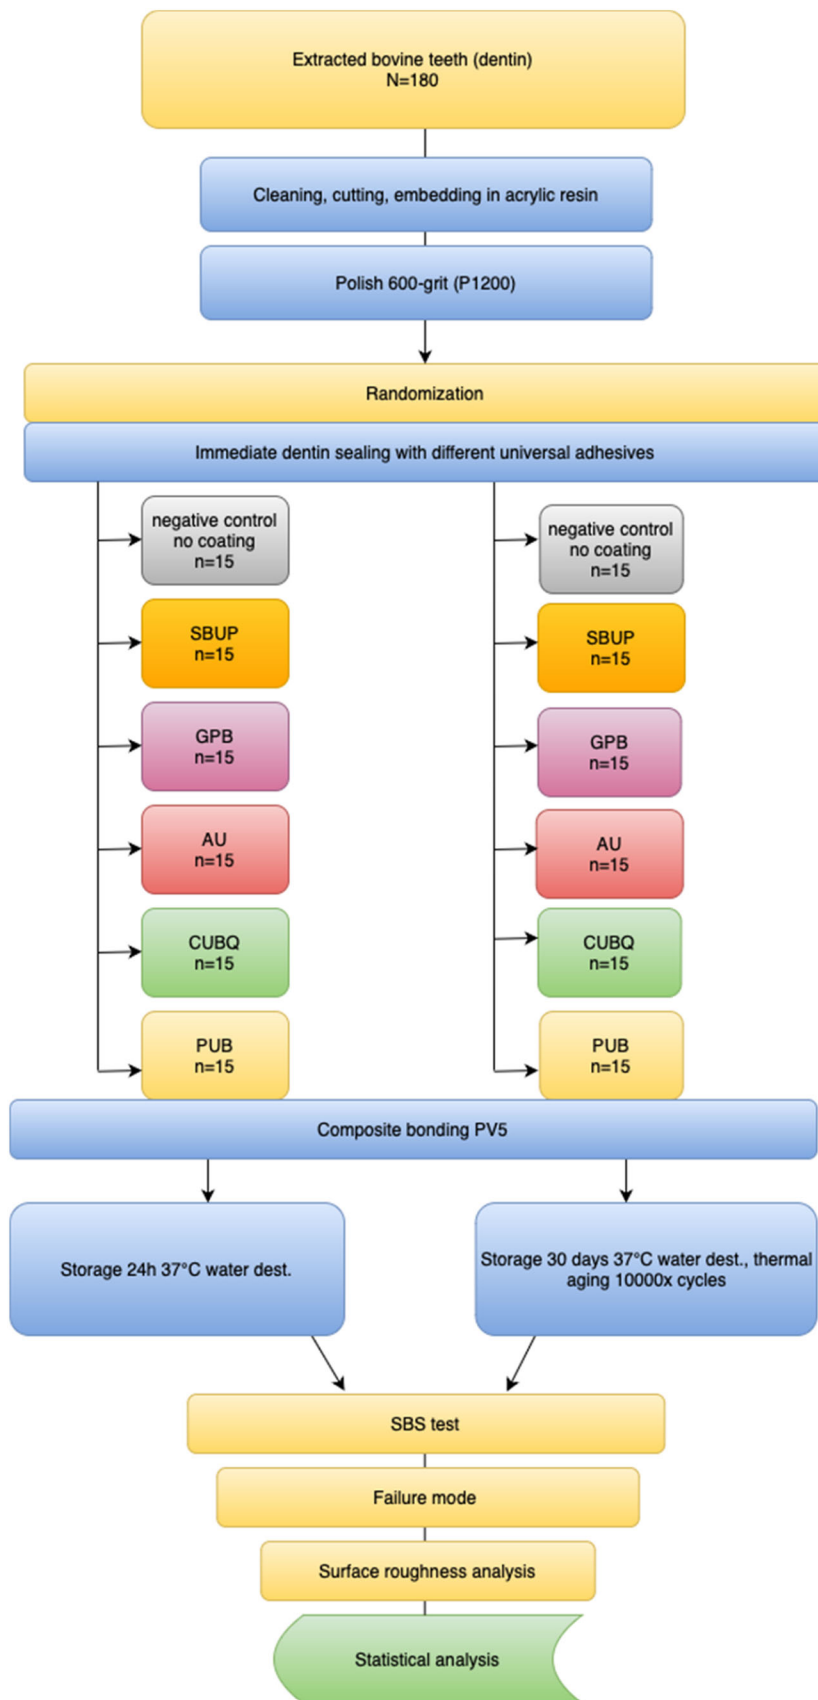 Extracted bovine teeth (dentin)
N=180
Cleaning, cutting, embedding in acrylic resin
Polish 600-grit (P1200)
Randomization
Immediate dentin sealing with different universal adhesives
negative control
no coating
n=15
SBUP
n=15
GPB
n=15
AU
n=15
CUBQ
n=15
PUB
n=15
negative control
no coating
n=15
SBUP
n=15
GPB
n=15
AU
n=15
CUBQ
n=15
PUB
n=15
Composite bonding PV5
Storage 24h 37°C water dest.
Storage 30 days 37°C water dest., thermal
aging 10000x cycles
SBS test
Failure mode
Surface roughness analysis
Statistical analysis